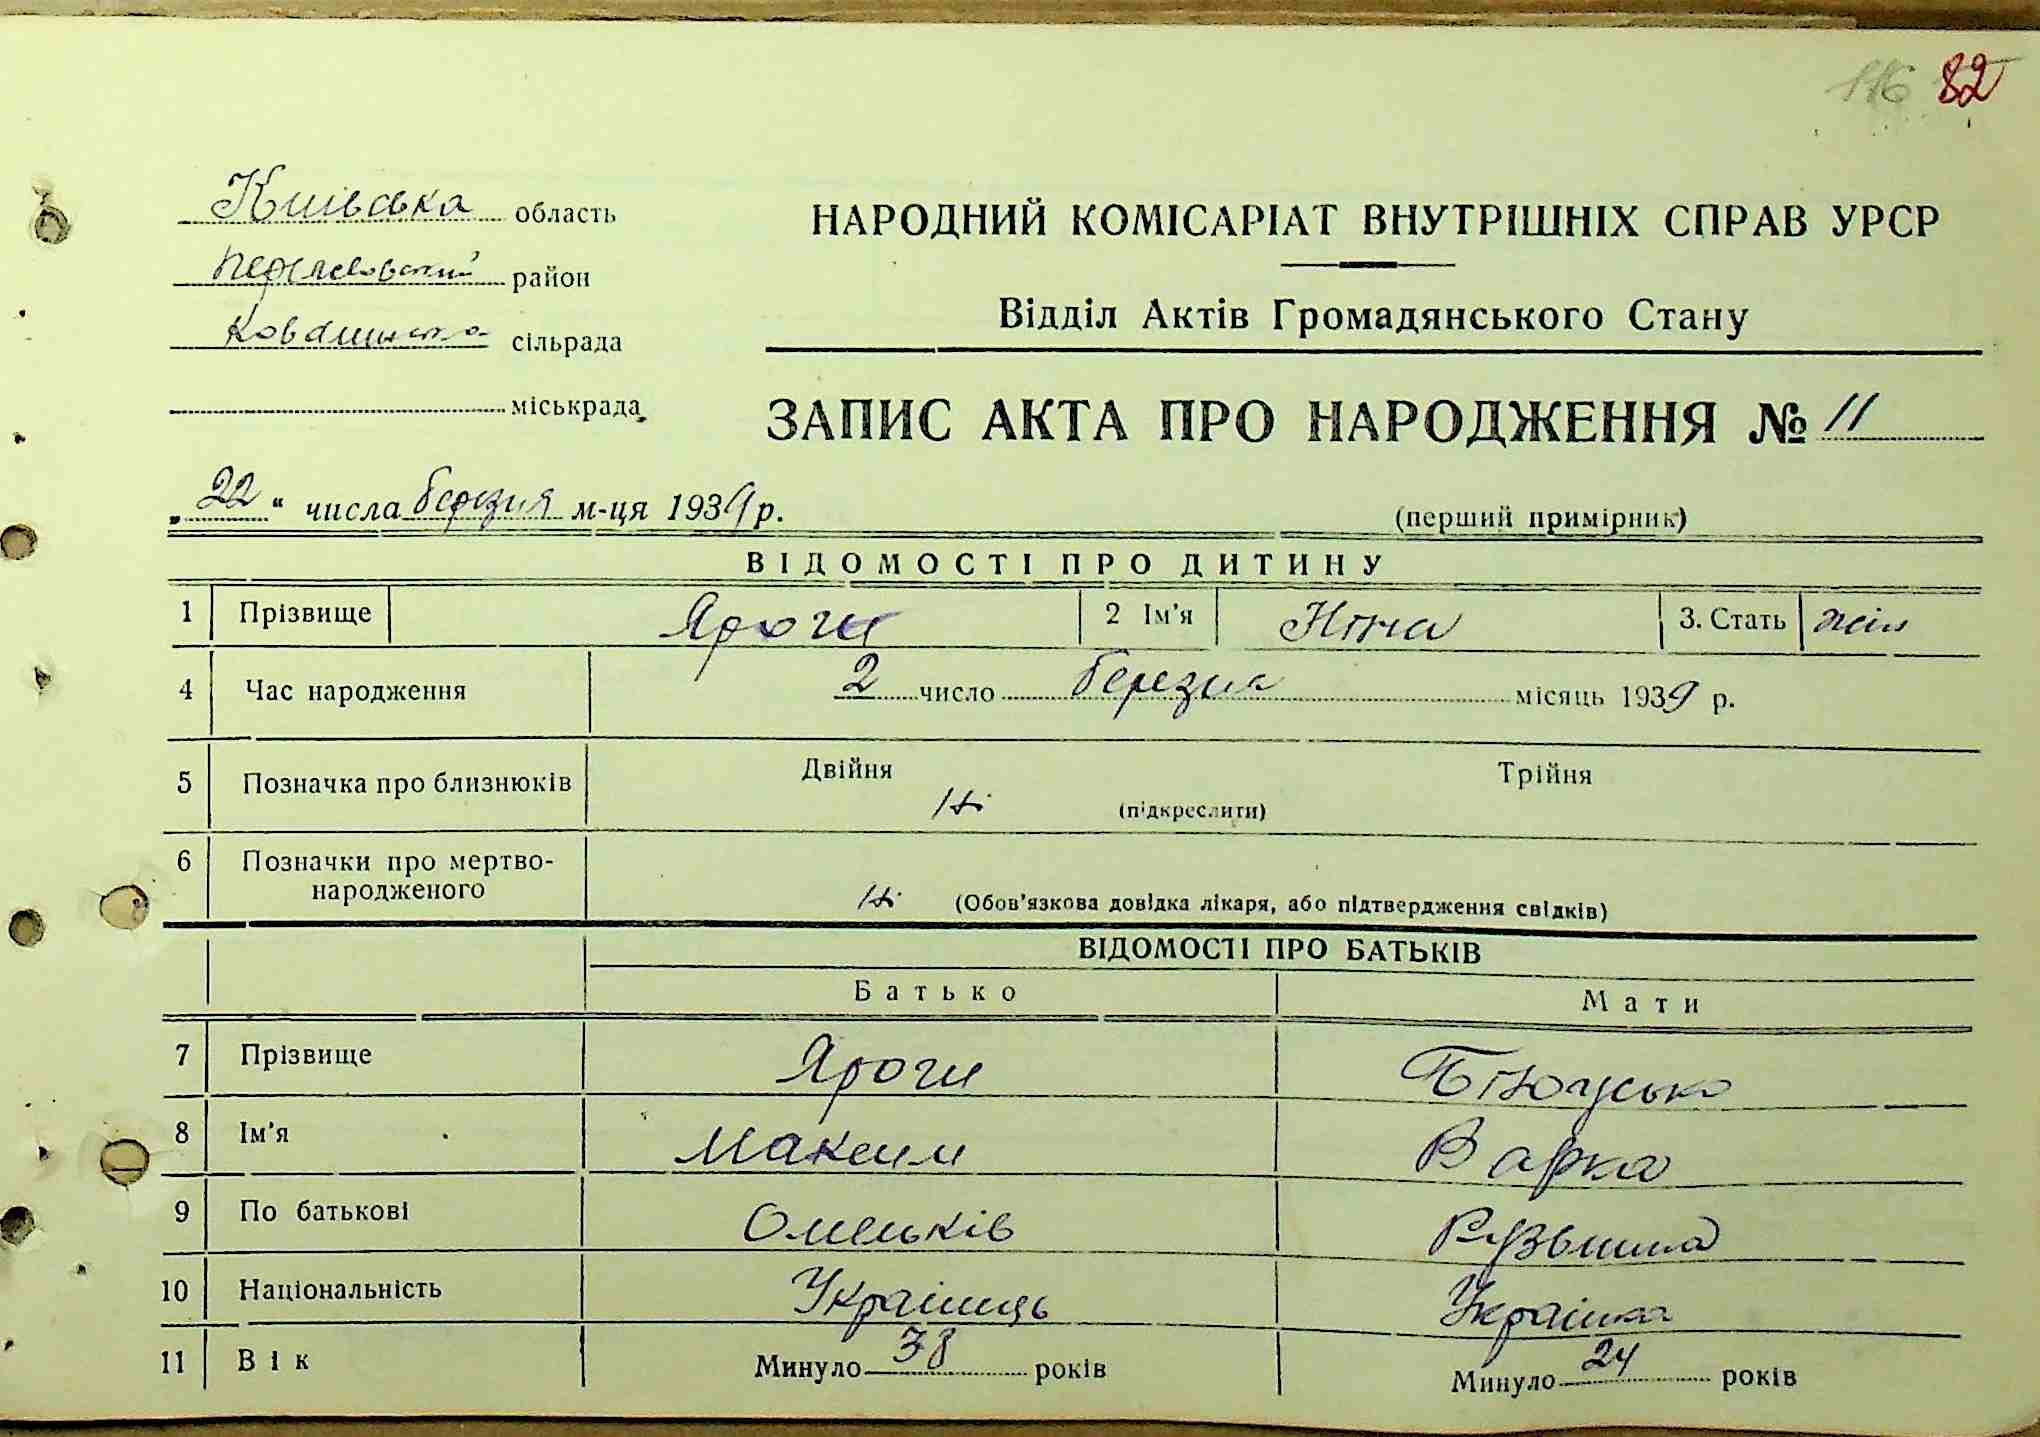 116 82
Київська область
район
НАРОДНИЙ КОМІСАРІАТ ВНУТРІШНІХ СПРАВ УРСР
сільрада
Відділ Актів Громадянського Стану
міськрада
ЗАПИС АКТА ПРО НАРОДЖЕННЯ № 11
„22“ числа березня м-ця 1939 р.
(перший примірник)
ВІДОМОСТІ ПРО ДИТИНУ
1 Прізвище Яроги 2 Ім’я Ніна 3. Стать жін
4 Час народження 2 число березня місяць 1939 р.
5 Позначка про близнюків Двійня Трійня
Ні (підкреслити)
6 Позначки про мертво-
народженого Ні (Обов’язкова довідка лікаря, або підтвердження свідків)
ВІДОМОСТІ ПРО БАТЬКІВ
Батько Мати
7 Прізвище Яроги
8 Ім’я Максим Варка
9 По батькові Омельків
10 Національність Українець Українка
11 Вік Минуло 38 років Минуло 24 років